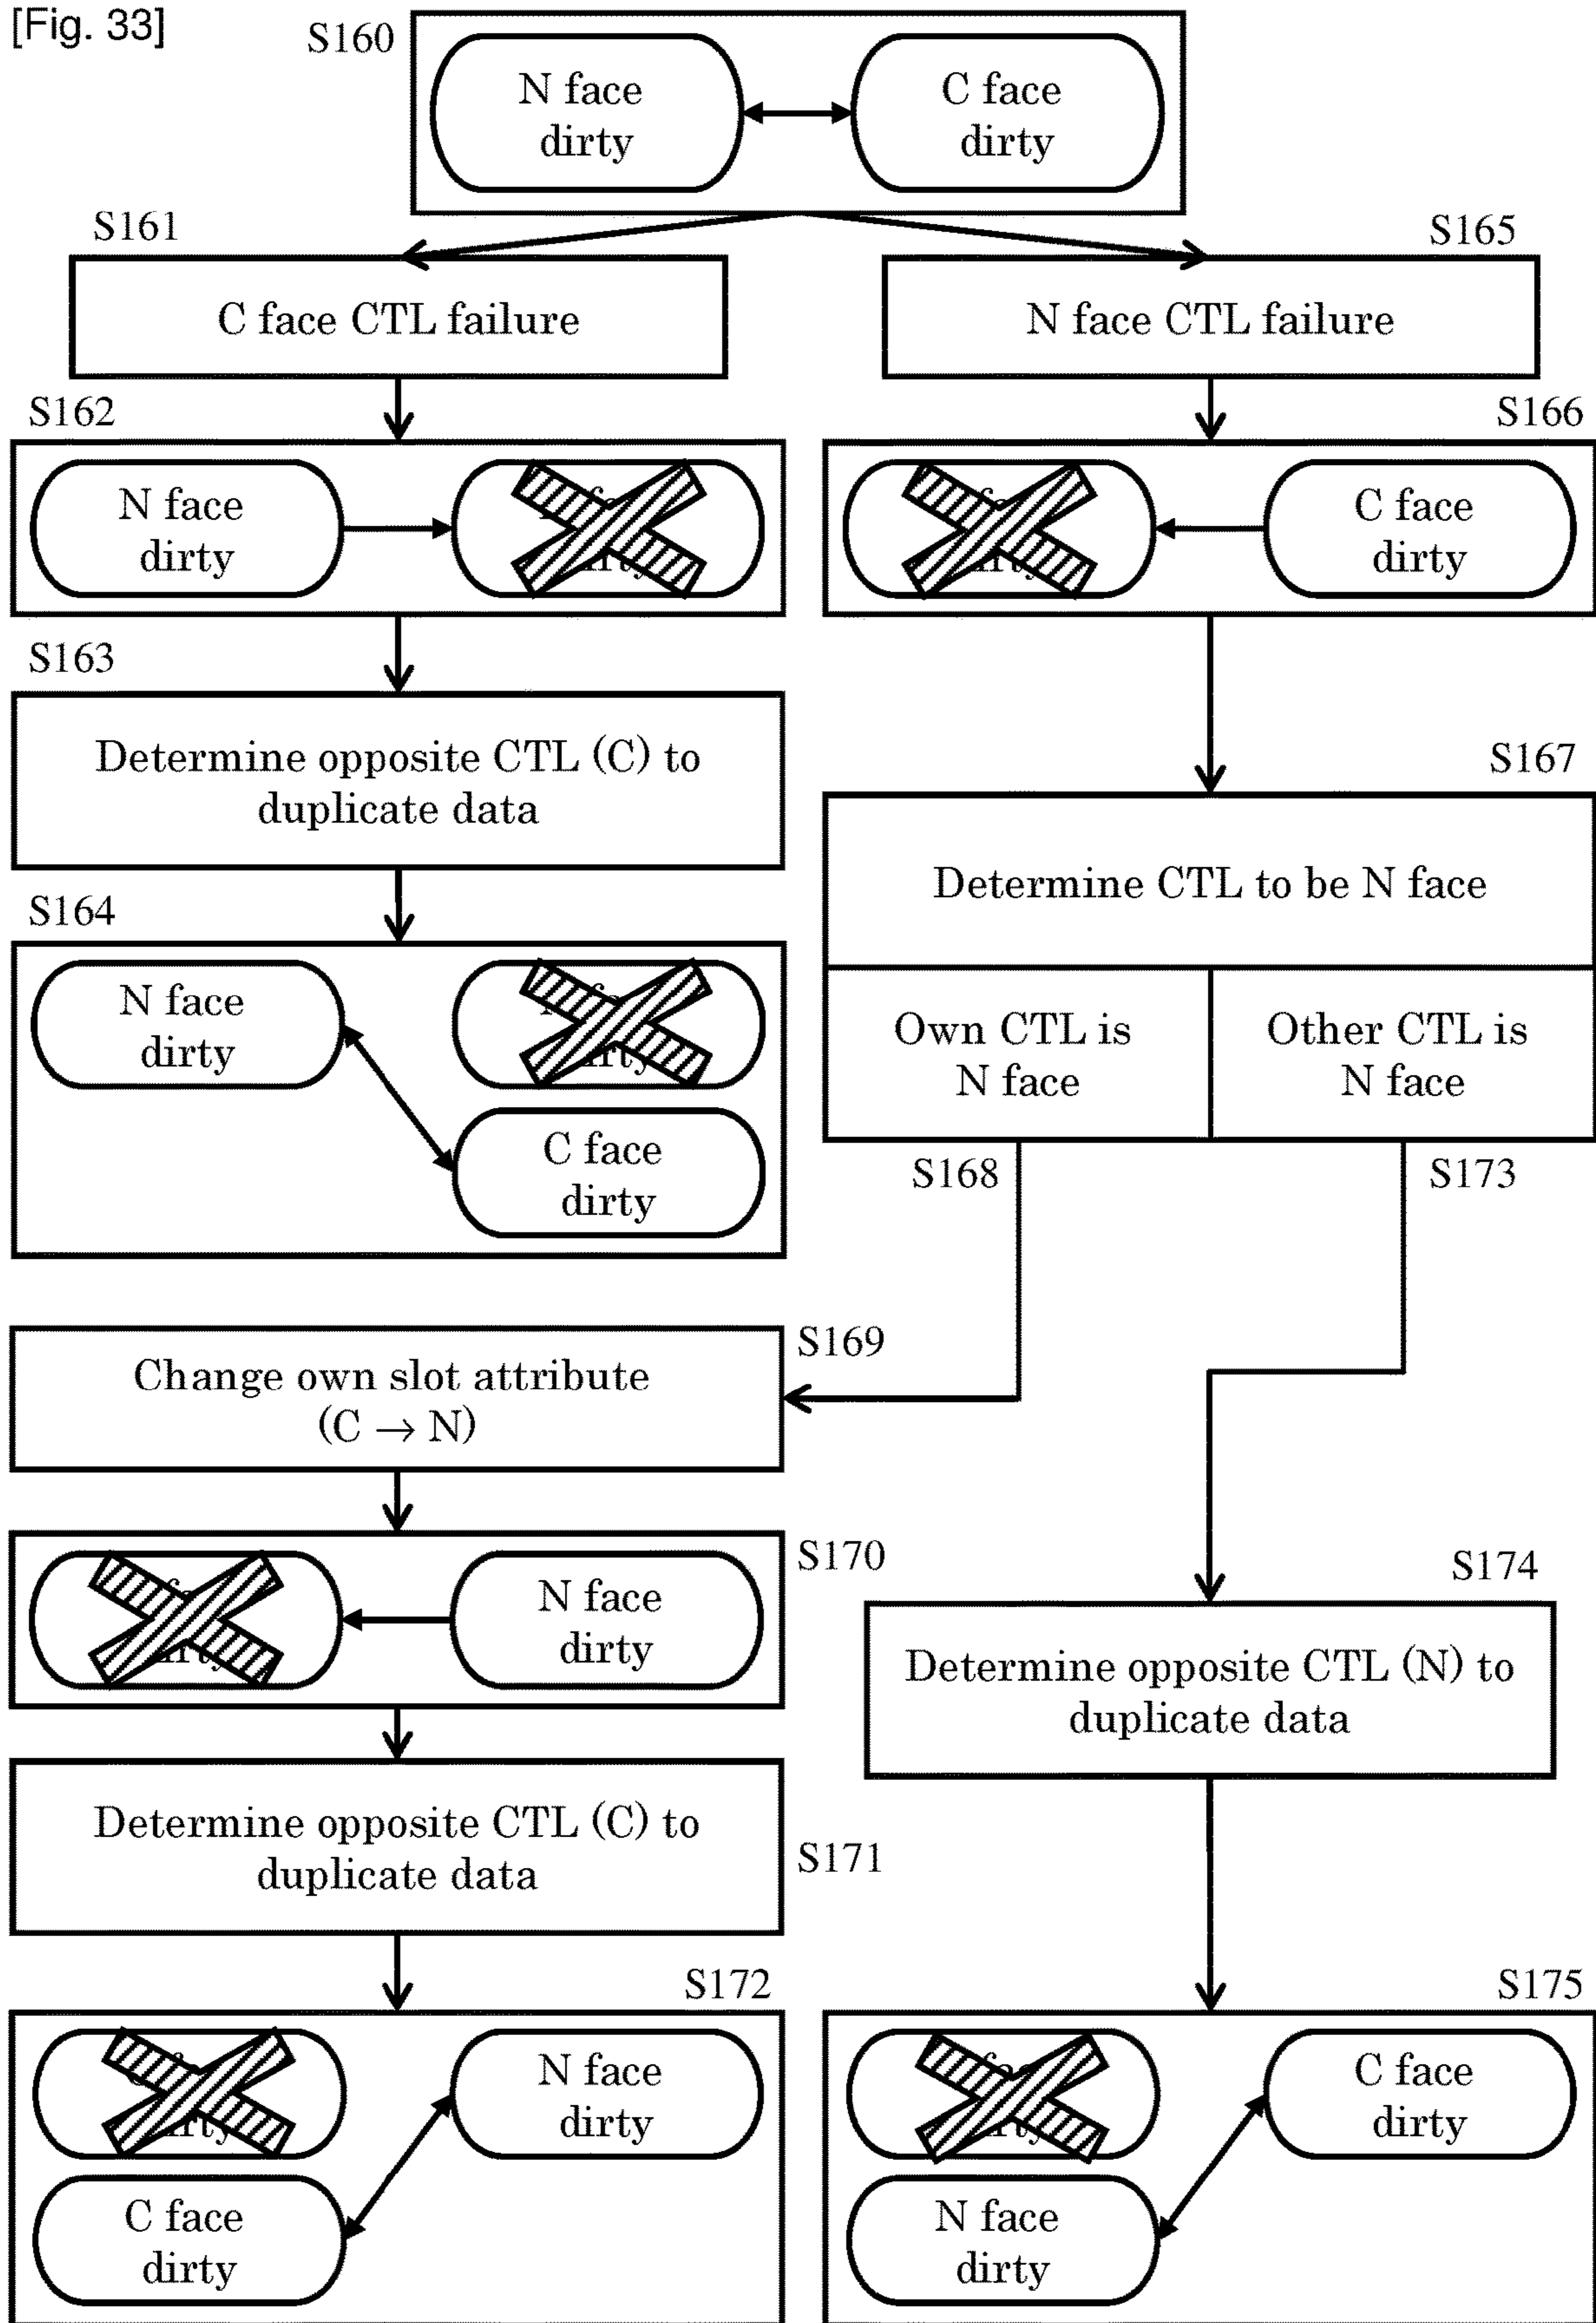 [Fig. 33]
S160
N face
dirty
C face
dirty
S161
C face CTL failure
S165
N face CTL failure
S162
N face
dirty
S166
C face
dirty
S163
Determine opposite CTL (C) to
duplicate data
S167
Determine CTL to be N face
Own CTL is
N face
Other CTL is
N face
S164
N face
dirty
C face
dirty
S168
S173
S169
Change own slot attribute
(C → N)
S170
N face
dirty
S174
Determine opposite CTL (N) to
duplicate data
Determine opposite CTL (C) to
duplicate data
S171
S172
N face
dirty
C face
dirty
S175
C face
dirty
N face
dirty